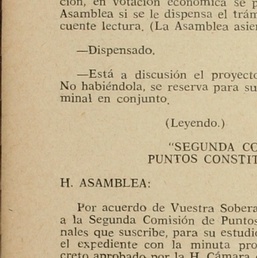 ción, en votación económica se p
Asamblea si se le dispensa el trám
cuente lectura. (La Asamblea asien
—Dispensado.
—Está a discusión el proyecto
No habiéndola, se reserva para su
minal en conjunto.
(Leyendo.)
"SEGUNDA CO
PUNTOS CONSTIT
H. ASAMBLEA:
Por acuerdo de Vuestra Sobera
a la Segunda Comisión de Puntos
nales que suscribe, para su estudio
el expediente con la minuta pro
creto aprobado por la H. Cámara d